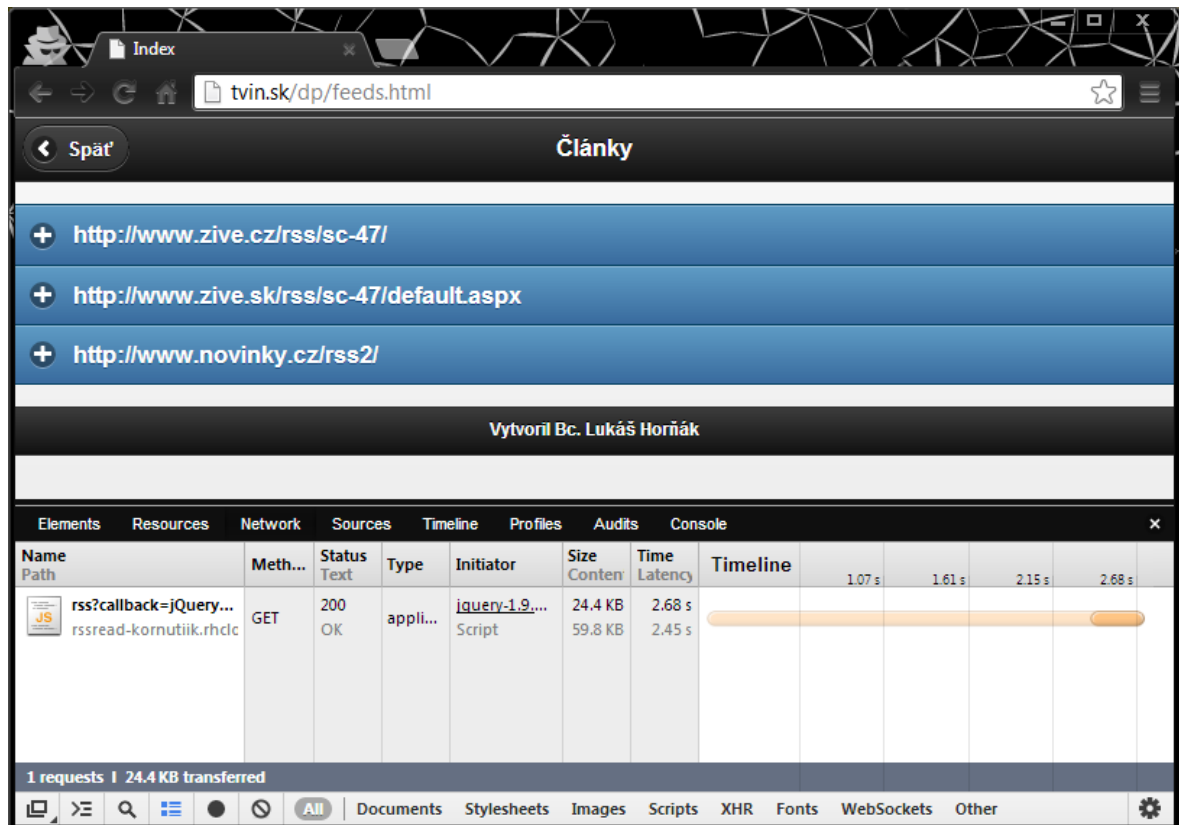 Index
tvin.sk/dp/feeds.html
Späť
Články
http://www.zive.cz/rss/sc-47/
http://www.zive.sk/rss/sc-47/default.aspx
http://www.novinky.cz/rss2/
Vytvoril Bc. Lukáš Horňák
Elements Resources Network Sources Timeline Profiles Audits Console
Name Meth... Status Type Initiator Size Time Timeline
Path Text Conten Latency 1.07 s 1.61 s 2.15 s 2.68 s
rss?callback=jQuery... GET 200 appli... jquery-1.9.... 24.4 KB 2.68 s
rssread-kornutiik.rhclc OK Script 59.8 KB 2.45 s
JS
1 requests I 24.4 KB transferred
All Documents Stylesheets Images Scripts XHR Fonts WebSockets Other